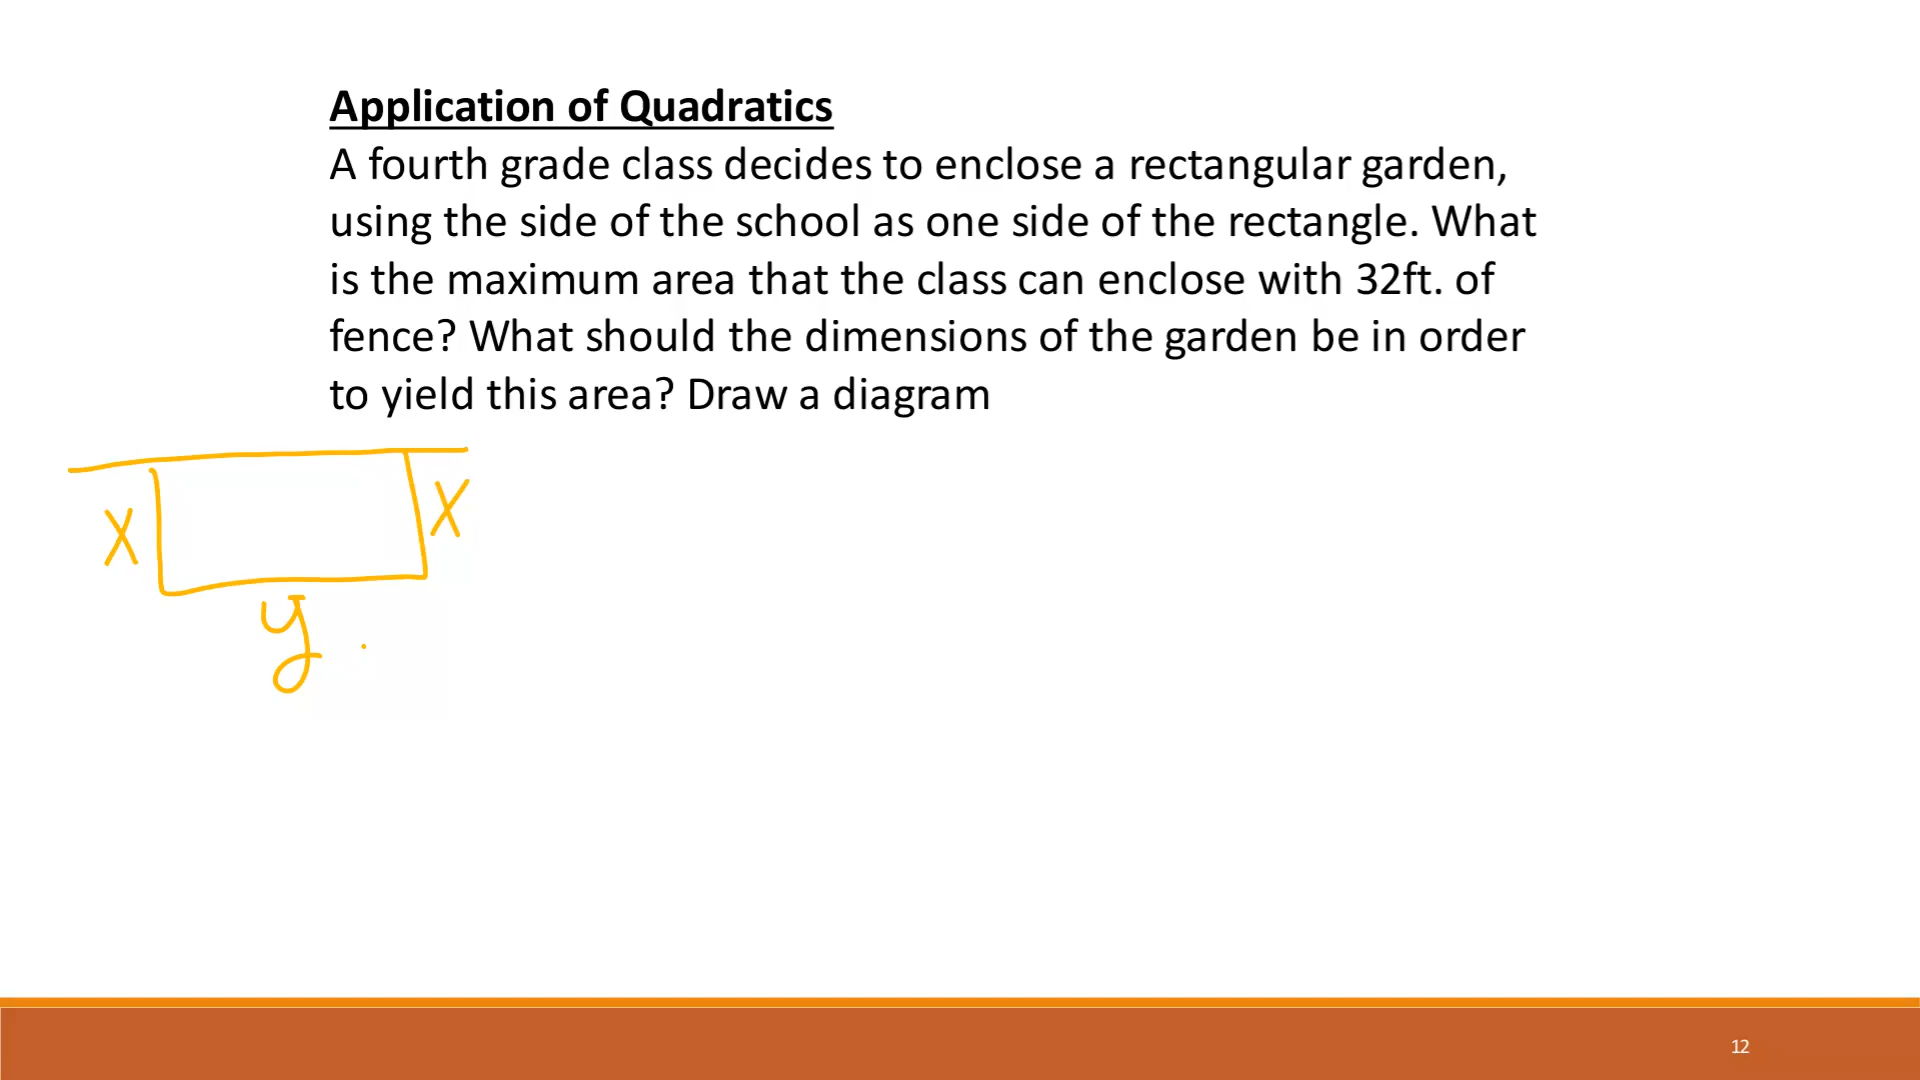 Application of Quadratics
A fourth grade class decides to enclose a rectangular garden,
using the side of the school as one side of the rectangle. What
is the maximum area that the class can enclose with 32ft. of
fence? What should the dimensions of the garden be in order
to yield this area? Draw a diagram
X
X
y
12